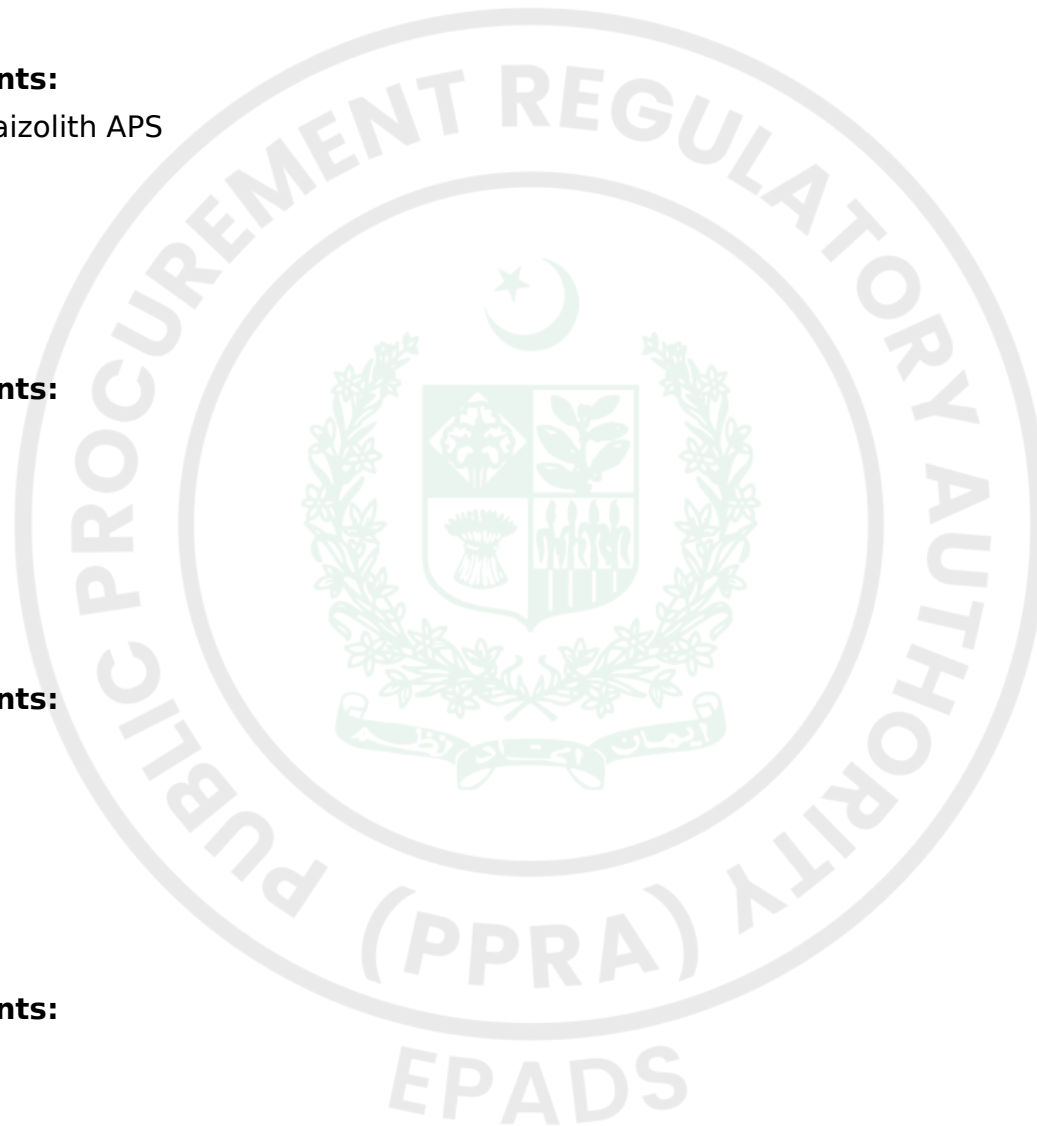 nts:
aizolith APS
nts:
nts:
nts:
PUBLIC PROCUREMENT REGULATORY AUTHORITY
(PPRA)
EPADS